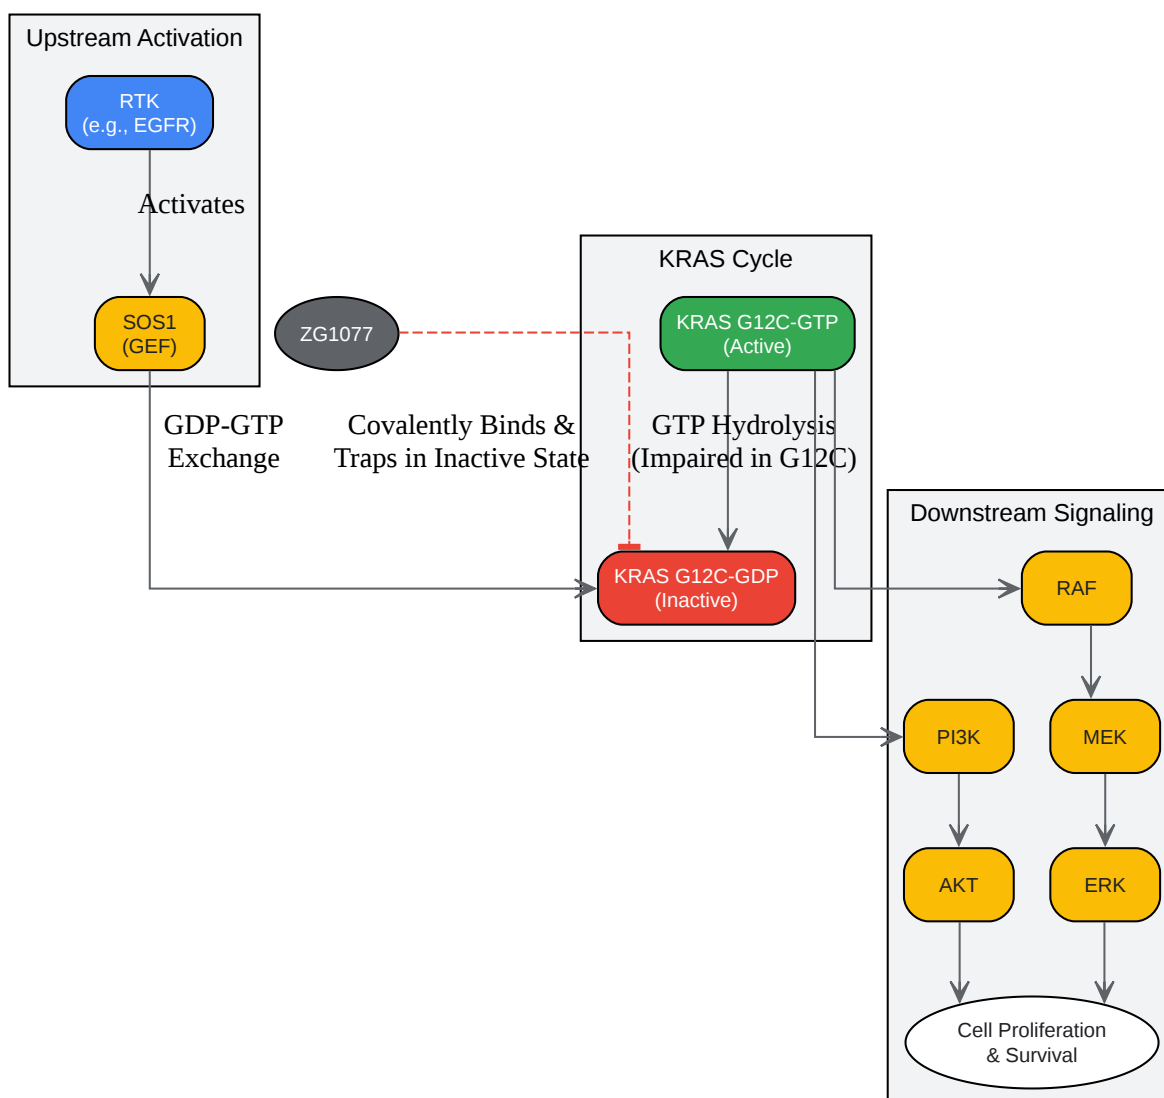 Upstream Activation
RTK
(e.g., EGFR)
Activates
SOS1
(GEF)
ZG1077
KRAS Cycle
KRAS G12C-GTP
(Active)
GDP-GTP
Exchange
Covalently Binds &
Traps in Inactive State
GTP Hydrolysis
(Impaired in G12C)
KRAS G12C-GDP
(Inactive)
Downstream Signaling
RAF
PI3K
MEK
AKT
ERK
Cell Proliferation
& Survival